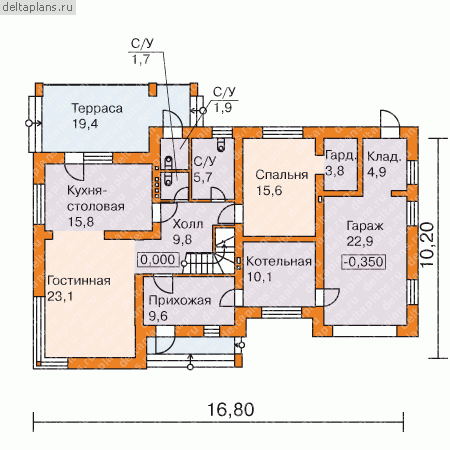 deltaplans.ru
С/У
1,7
С/У
1,9
Терраса
19,4
С/У
5,7
Спальня
15,6
Гард.
3,8
Клад.
4,9
Кухня-
столовая
15,8
Холл
9,8
Гараж
22,9
-0,350
0,000
Котельная
10,1
Гостинная
23,1
Прихожая
9,6
10,20
16,80